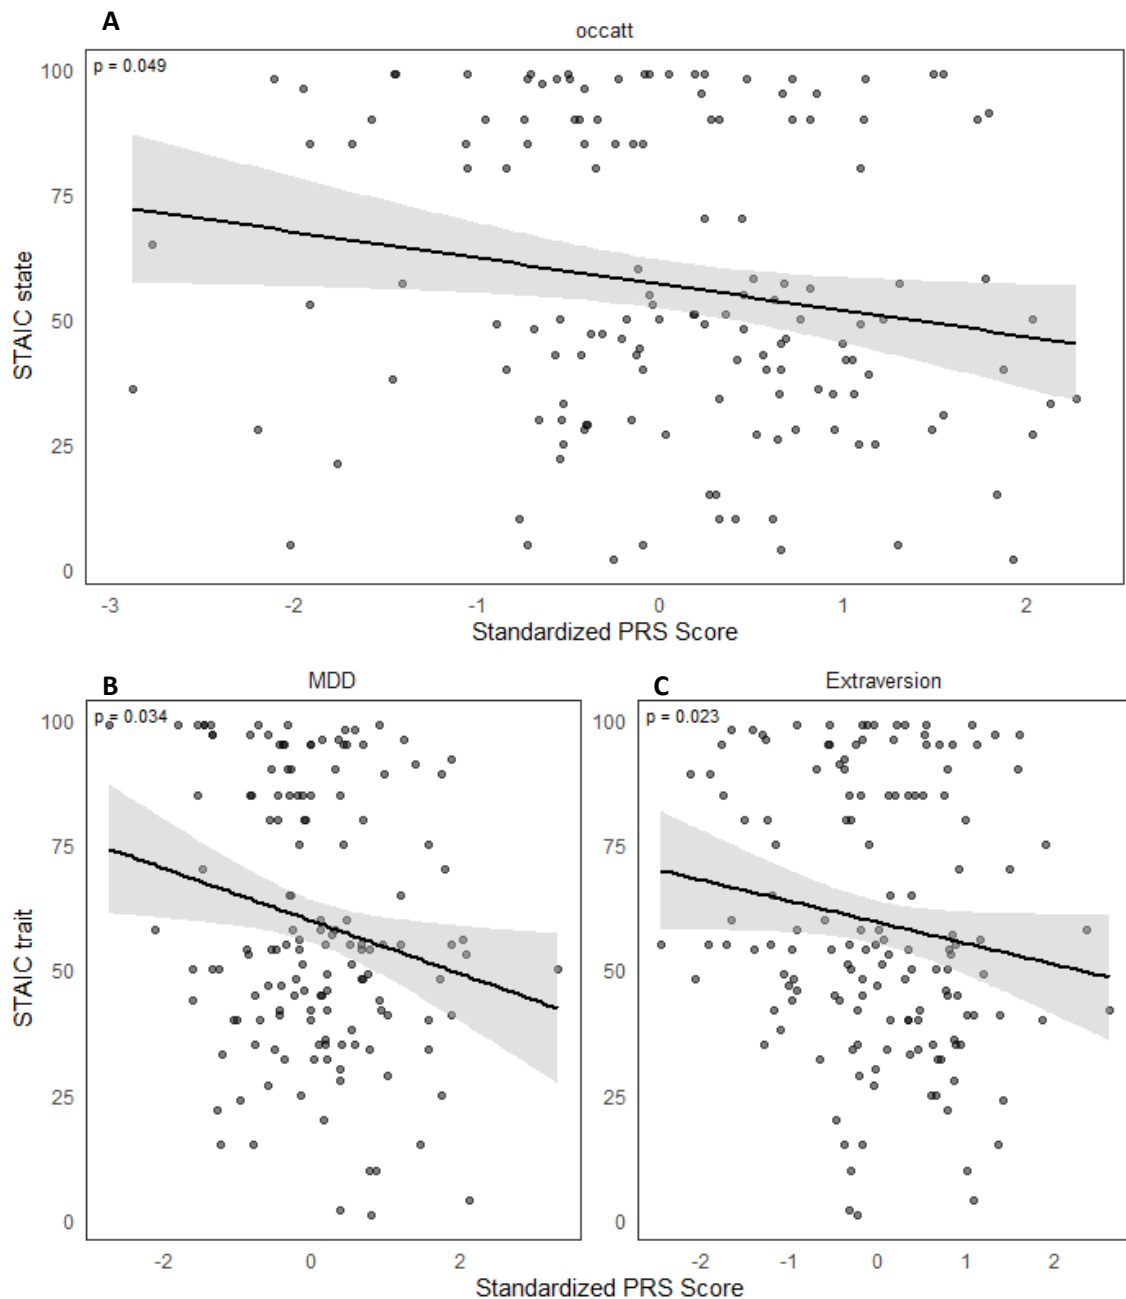 A
occatt
p = 0.049
100
75
50
25
0
STAIC state
-3 -2 -1 0 1 2
Standardized PRS Score
B
MDD
p = 0.034
100
75
50
25
0
STAIC trait
-2 0 2
C
Extraversion
p = 0.023
100
75
50
25
0
-2 -1 0 1 2
Standardized PRS Score